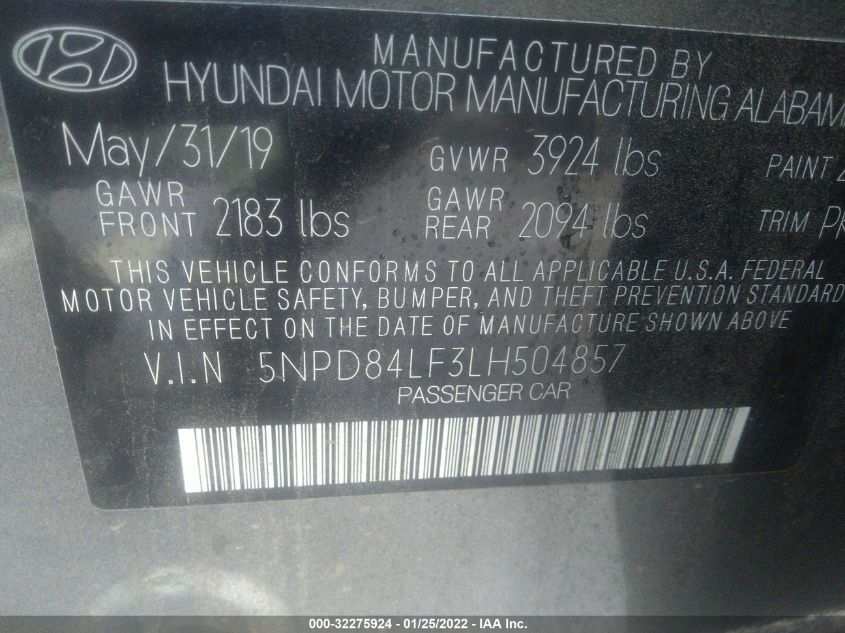 MANUFACTURED BY
HYUNDAI MOTOR MANUFACTURING ALABAM
May/31/19 GVWR 3924 lbs PAINT
GAWR FRONT 2183 lbs GAWR REAR 2094 lbs TRIM PK
THIS VEHICLE CONFORMS TO ALL APPLICABLE U.S.A. FEDERAL
MOTOR VEHICLE SAFETY, BUMPER, AND THEFT PREVENTION STANDARD
IN EFFECT ON THE DATE OF MANUFACTURE SHOWN ABOVE
V.I.N 5NPD84LF3LH504857
PASSENGER CAR
000-32275924 - 01/25/2022 - IAA Inc.